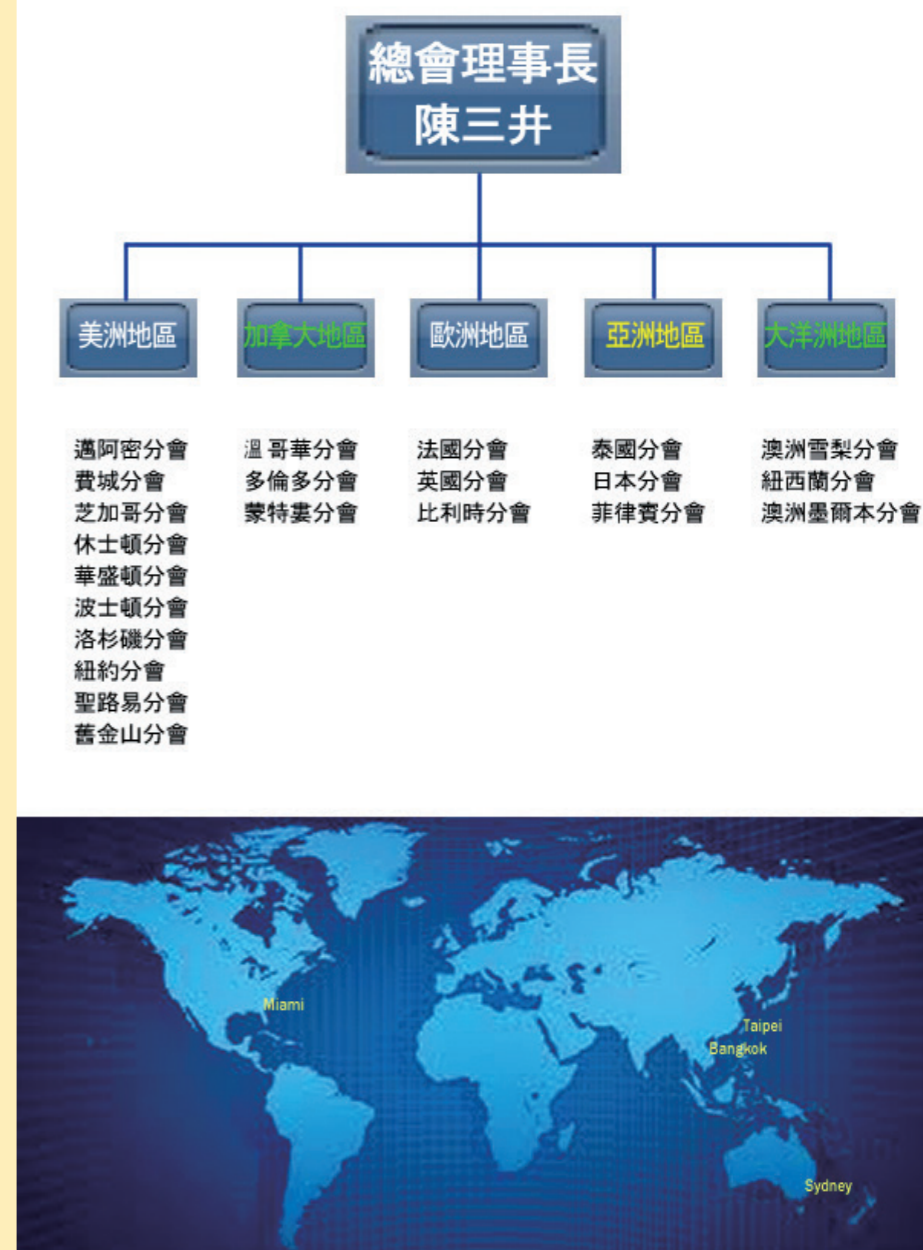 總會理事長
陳三井
美洲地區
加拿大地區
歐洲地區
亞洲地區
大洋洲地區
邁阿密分會
費城分會
芝加哥分會
休士頓分會
華盛頓分會
波士頓分會
洛杉磯分會
紐約分會
聖路易分會
舊金山分會
溫哥華分會
多倫多分會
蒙特婁分會
法國分會
英國分會
比利時分會
泰國分會
日本分會
菲律賓分會
澳洲雪梨分會
紐西蘭分會
澳洲墨爾本分會
Miami
Taipei
Bangkok
Sydney